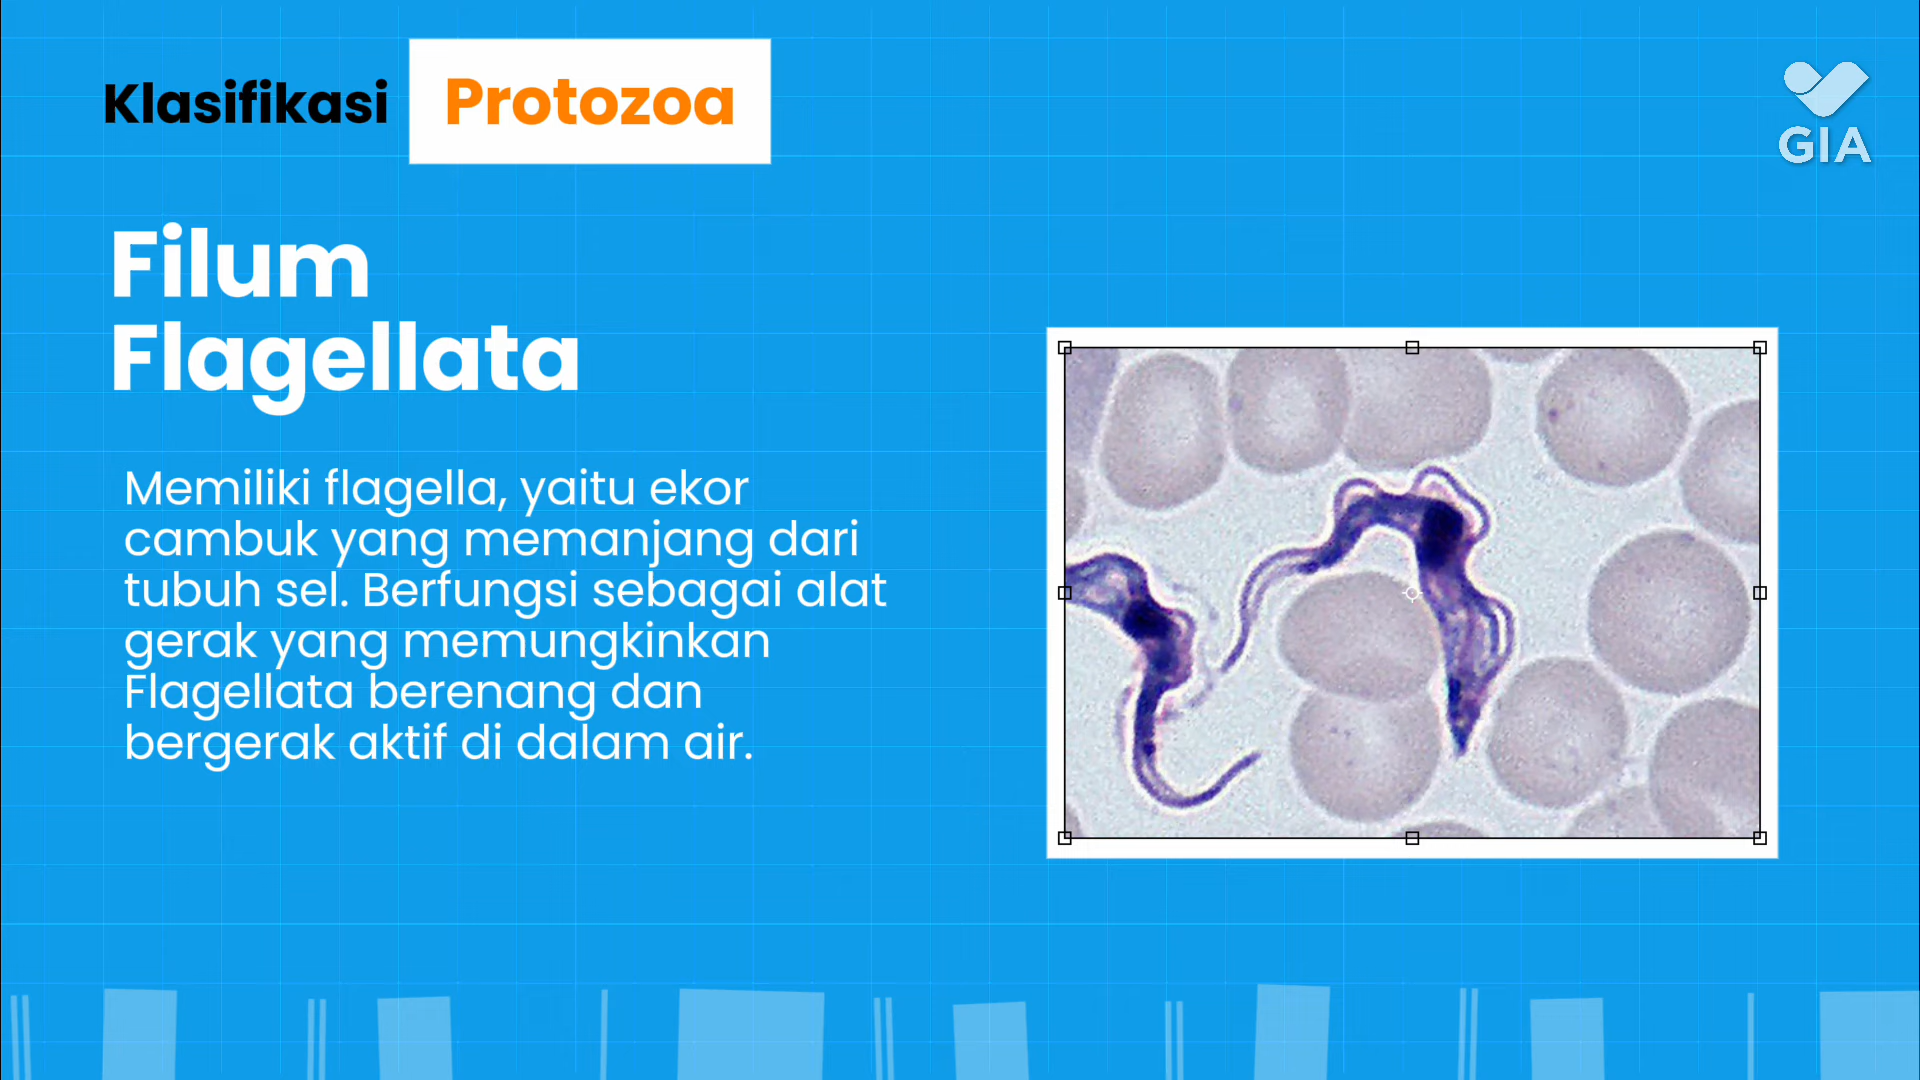 Klasifikasi Protozoa
GIA
Filum
Flagellata
Memiliki flagella, yaitu ekor
cambuk yang memanjang dari
tubuh sel. Berfungsi sebagai alat
gerak yang memungkinkan
Flagellata berenang dan
bergerak aktif di dalam air.